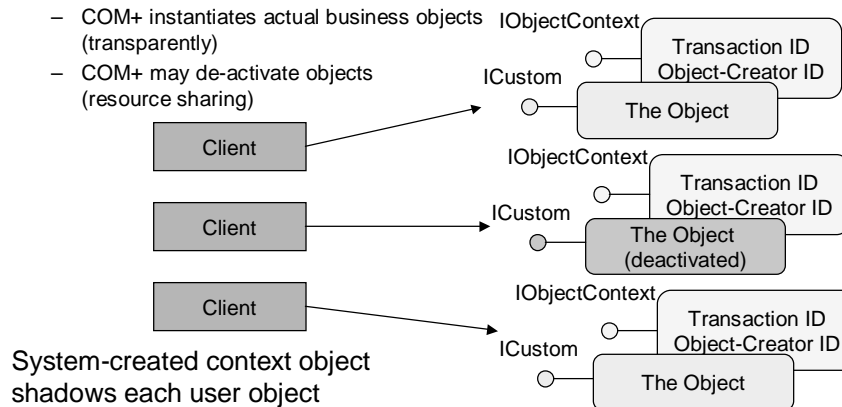 – COM+ instantiates actual business objects
(transparently)
– COM+ may de-activate objects
(resource sharing)
IObjectContext
Transaction ID
Object-Creator ID
ICustom
The Object
Client
IObjectContext
Transaction ID
Object-Creator ID
ICustom
The Object
(deactivated)
Client
IObjectContext
Transaction ID
Object-Creator ID
ICustom
The Object
Client
System-created context object
shadows each user object